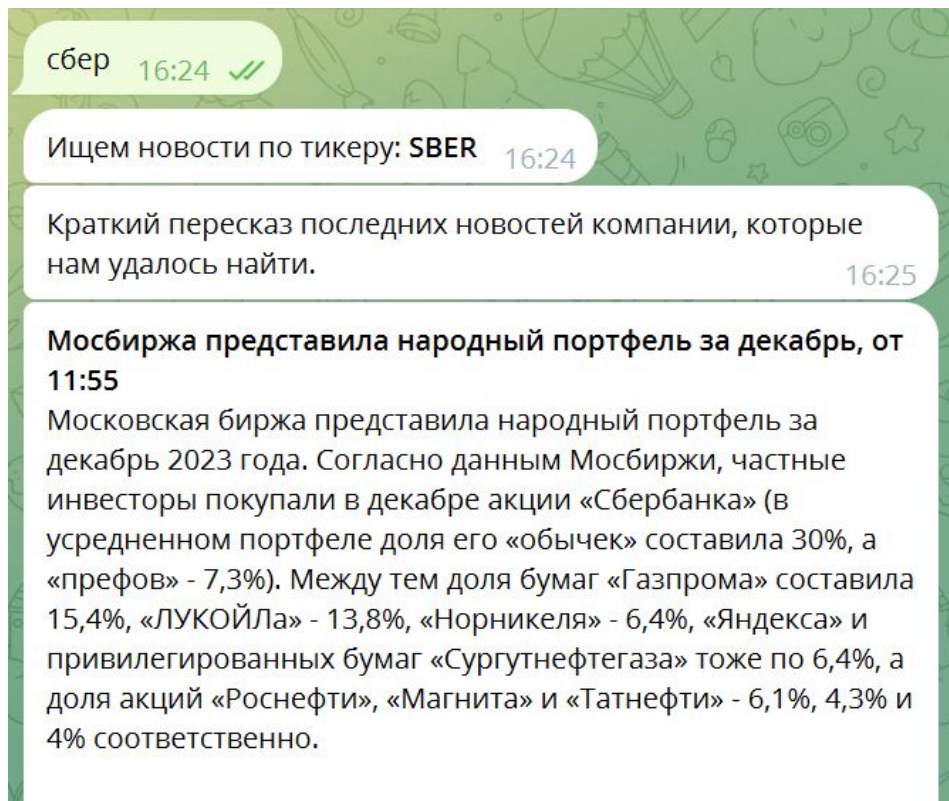 сбер 16:24
Ищем новости по тикеру: SBER 16:24
Краткий пересказ последних новостей компании, которые
нам удалось найти.
16:25
Мосбиржа представила народный портфель за декабрь, от
11:55
Московская биржа представила народный портфель за
декабрь 2023 года. Согласно данным Мосбиржи, частные
инвесторы покупали в декабре акции «Сбербанка» (в
усредненном портфеле доля его «обычек» составила 30%, а
«префов» - 7,3%). Между тем доля бумаг «Газпрома» составила
15,4%, «ЛУКОЙЛа» - 13,8%, «Норникеля» - 6,4%, «Яндекса» и
привилегированных бумаг «Сургутнефтегаза» тоже по 6,4%, а
доля акций «Роснефти», «Магнита» и «Татнефти» - 6,1%, 4,3% и
4% соответственно.